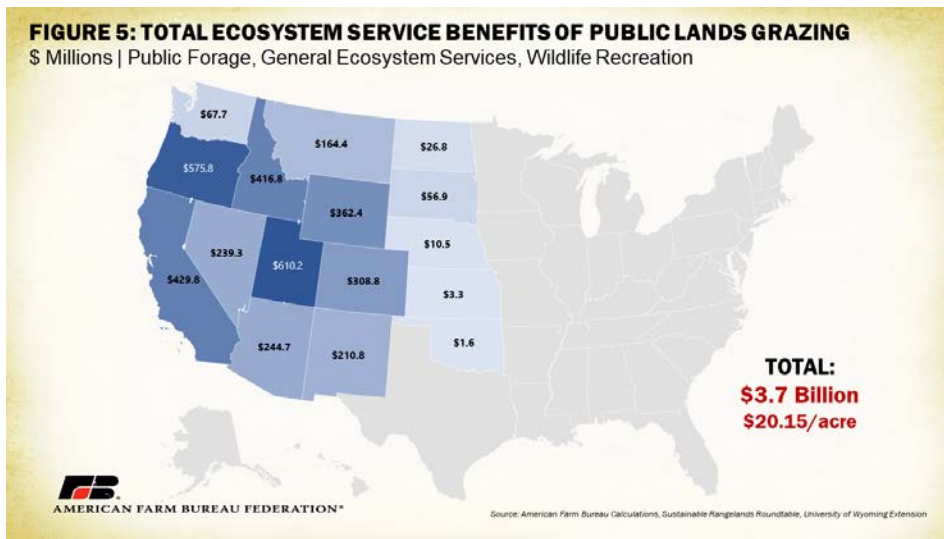 FIGURE 5: TOTAL ECOSYSTEM SERVICE BENEFITS OF PUBLIC LANDS GRAZING
$ Millions | Public Forage, General Ecosystem Services, Wildlife Recreation
$67.7
$164.4
$26.8
$575.8
$416.8
$56.9
$362.4
$10.5
$239.3
$610.2
$429.8
$308.8
$3.3
$244.7
$210.8
$1.6
TOTAL:
$3.7 Billion
$20.15/acre
FB
AMERICAN FARM BUREAU FEDERATION®
Source: American Farm Bureau Calculations, Sustainable Rangelands Roundtable, University of Wyoming Extension